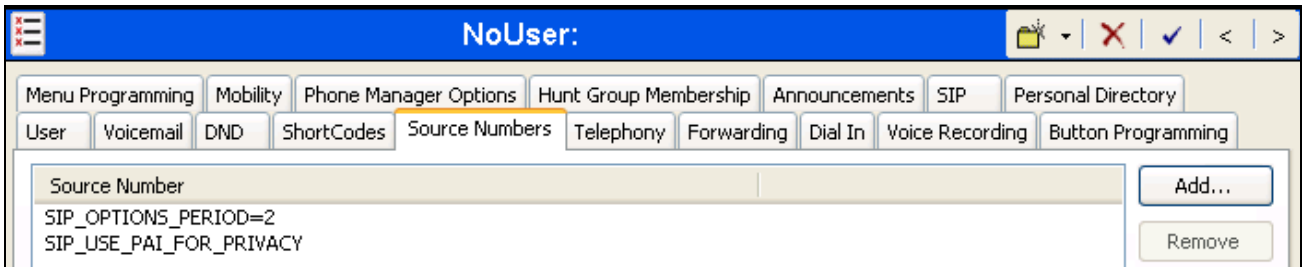 NoUser:
Menu Programming Mobility Phone Manager Options Hunt Group Membership Announcements SIP Personal Directory
User Voicemail DND ShortCodes Source Numbers Telephony Forwarding Dial In Voice Recording Button Programming
Source Number Add...
SIP_OPTIONS_PERIOD=2
SIP_USE_PAI_FOR_PRIVACY Remove